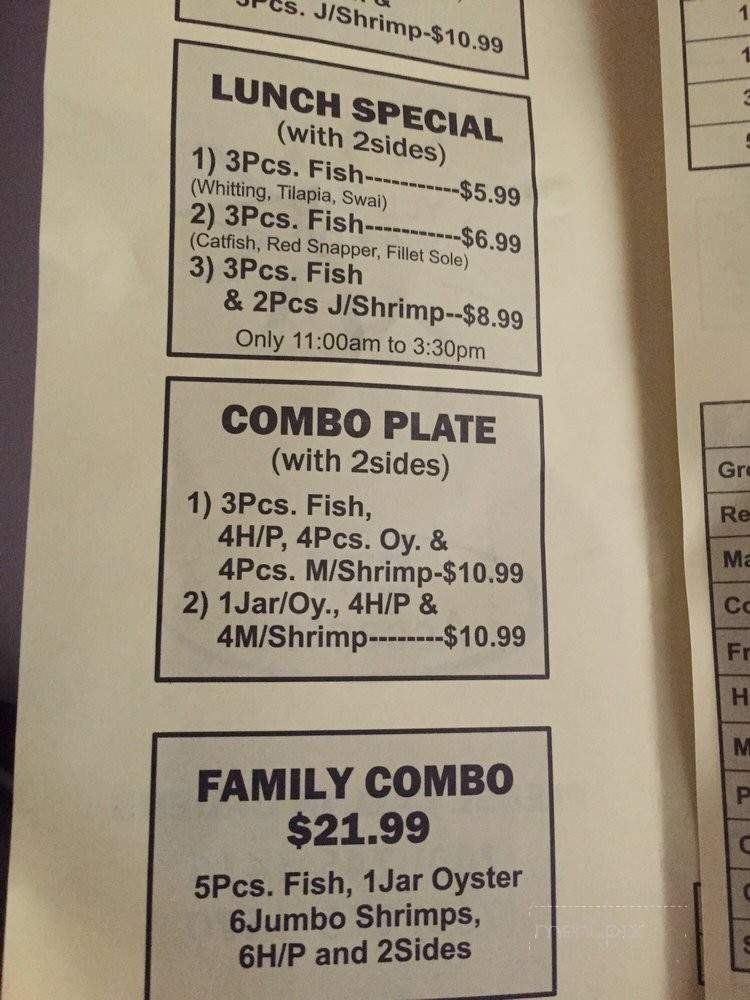 3Pcs. J/Shrimp-$10.99
LUNCH SPECIAL
(with 2sides)
1) 3Pcs. Fish-----------$5.99
(Whitting, Tilapia, Swai)
2) 3Pcs. Fish-----------$6.99
(Catfish, Red Snapper, Fillet Sole)
3) 3Pcs. Fish
& 2Pcs J/Shrimp--$8.99
Only 11:00am to 3:30pm
COMBO PLATE
(with 2sides)
1) 3Pcs. Fish,
4H/P, 4Pcs. Oy. &
4Pcs. M/Shrimp-$10.99
2) 1Jar/Oy., 4H/P &
4M/Shrimp--------$10.99
FAMILY COMBO
$21.99
5Pcs. Fish, 1Jar Oyster
6Jumbo Shrimps,
6H/P and 2Sides
menupix